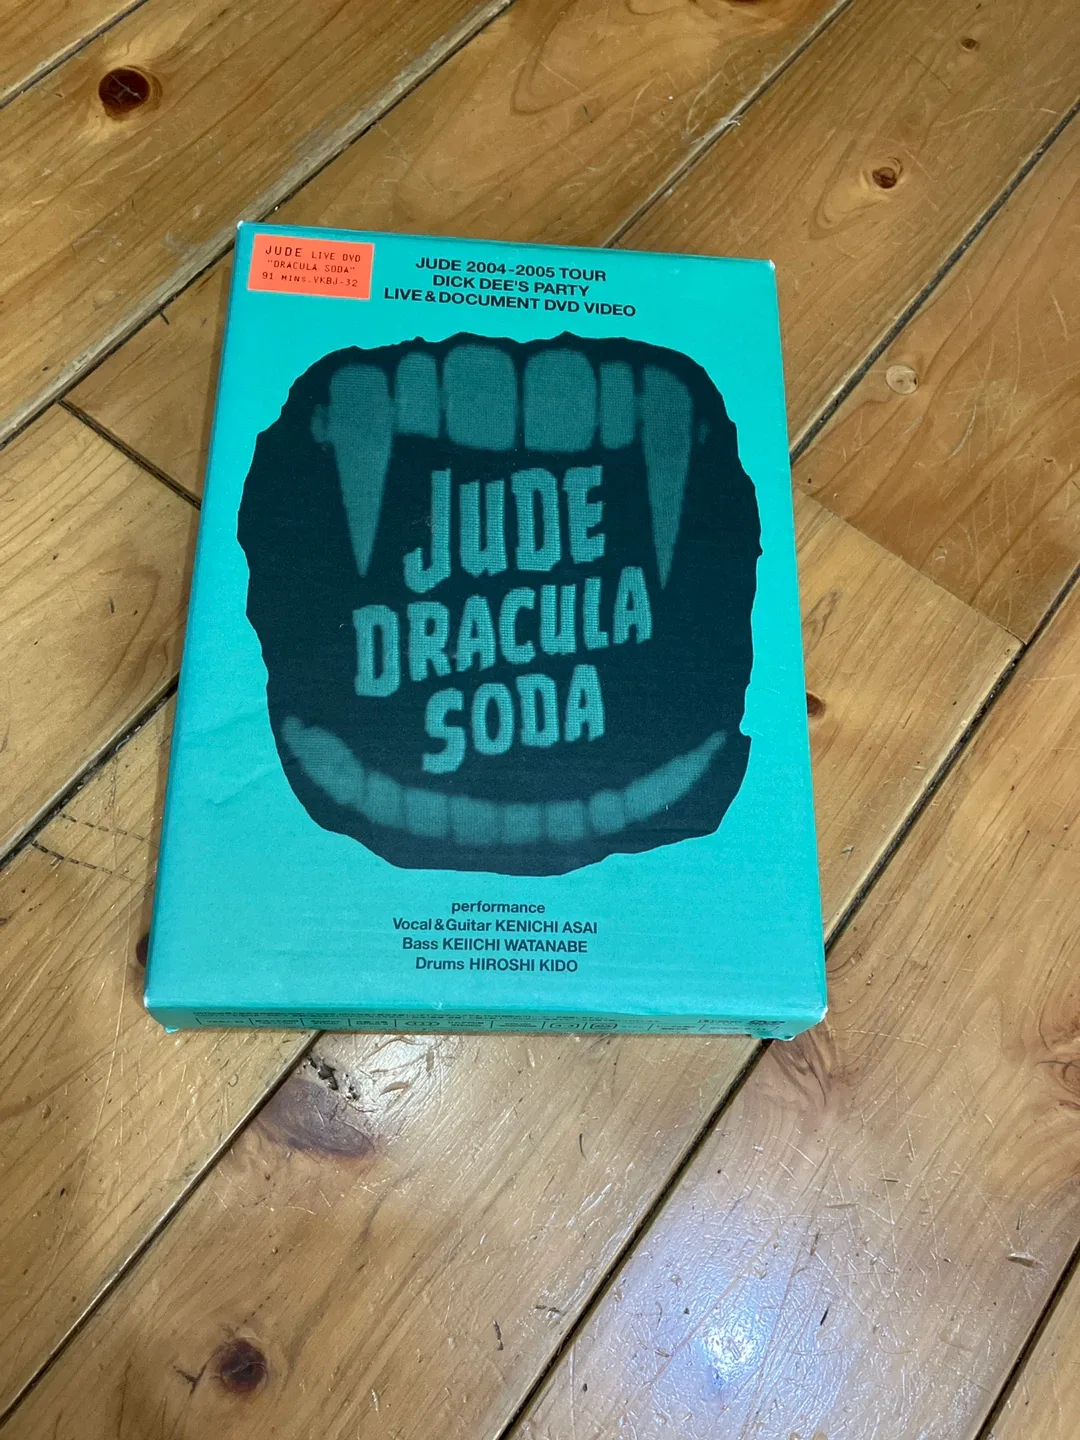 JUDE LIVE DVD
"DRACULA SODA"
91 MINS.VKBJ-32
JUDE 2004-2005 TOUR
DICK DEE'S PARTY
LIVE & DOCUMENT DVD VIDEO
JUDE
DRACULA
SODA
performance
Vocal & Guitar KENICHI ASAI
Bass KEIICHI WATANABE
Drums HIROSHI KIDO